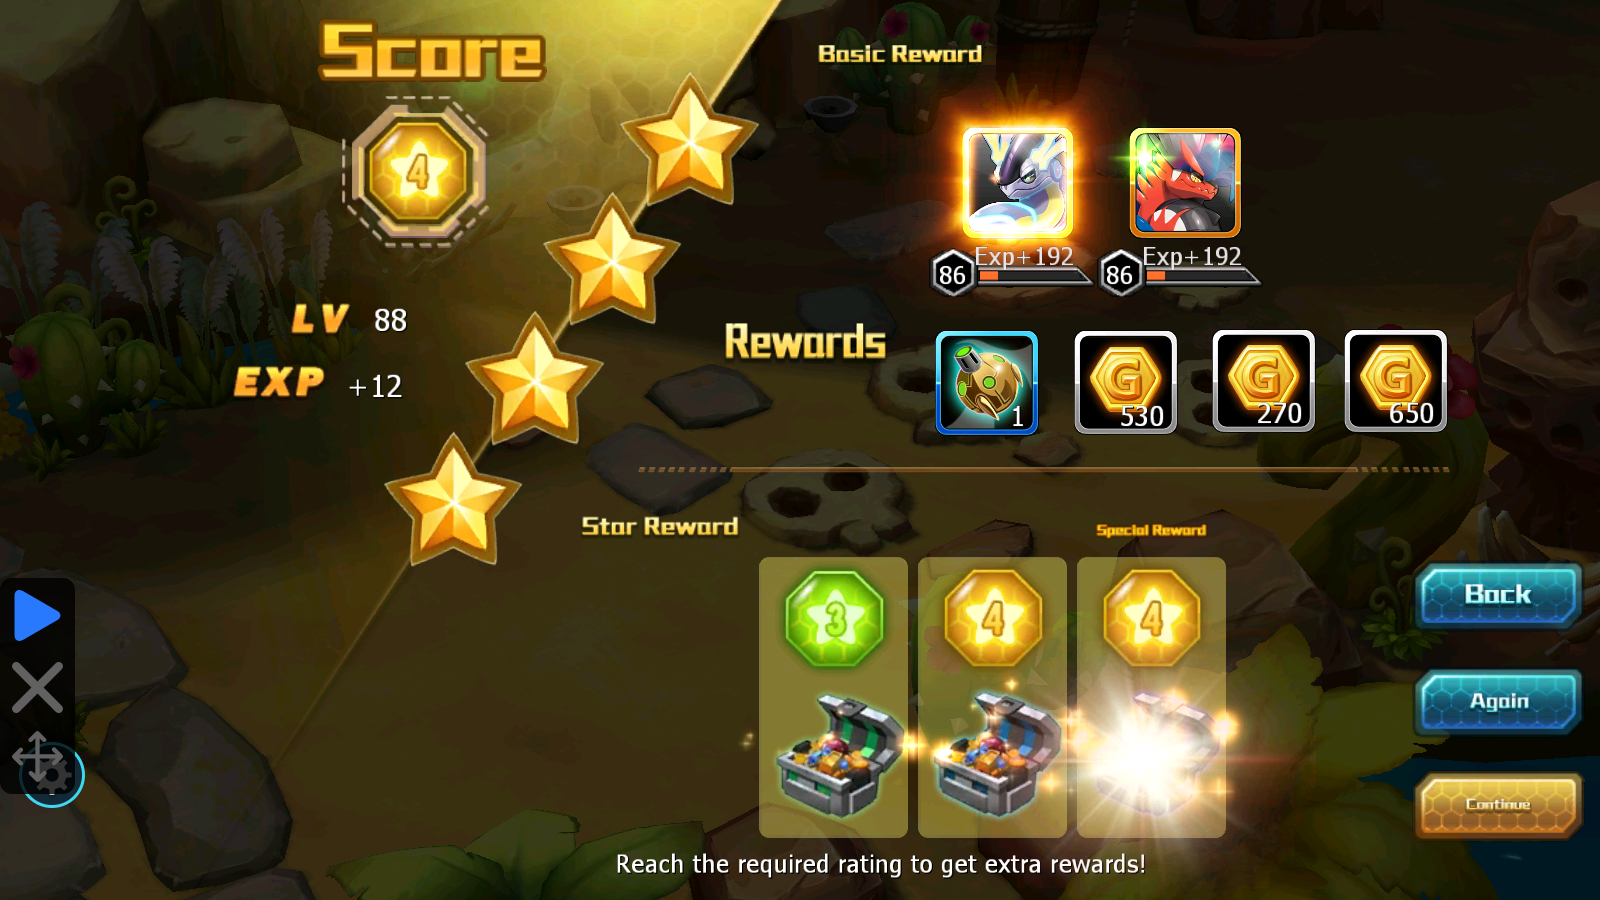 Score
4
LV 88
EXP +12
Basic Reward
Exp+192
86
Exp+192
86
Rewards
1
G
530
G
270
G
650
Star Reward
Special Reward
3
4
4
Back
Again
Continue
Reach the required rating to get extra rewards!